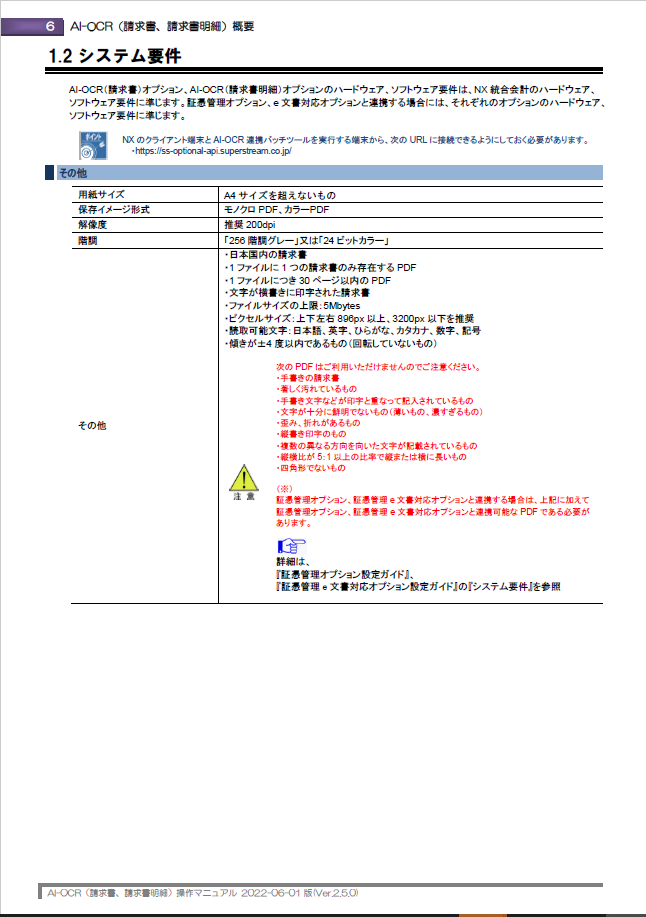 6 AI-OCR（請求書、請求書明細）概要
1.2 システム要件
AI-OCR（請求書）オプション、AI-OCR（請求書明細）オプションのハードウェア、ソフトウェア要件は、NX 統合会計のハードウェア、
ソフトウェア要件に準じます。証憑管理オプション、e 文書対応オプションと連携する場合には、それぞれのオプションのハードウェア、
ソフトウェア要件に準じます。
ポイント
NX のクライアント端末と AI-OCR 連携バッチツールを実行する端末から、次の URL に接続できるようにしておく必要があります。
・https://ss-optional-api.superstream.co.jp/
その他
用紙サイズ A4 サイズを超えないもの
保存イメージ形式 モノクロ PDF、カラーPDF
解像度 推奨 200dpi
階調 「256 階調グレー」又は「24 ビットカラー」
その他
・日本国内の請求書
・1 ファイルに 1 つの請求書のみ存在する PDF
・1 ファイルにつき 30 ページ以内の PDF
・文字が横書きに印字された請求書
・ファイルサイズの上限：5Mbytes
・ピクセルサイズ：上下左右 896px 以上、3200px 以下を推奨
・読取可能文字：日本語、英字、ひらがな、カタカナ、数字、記号
・傾きが±4 度以内であるもの（回転していないもの）
注 意
次の PDF はご利用いただけませんのでご注意ください。
・手書きの請求書
・著しく汚れているもの
・手書き文字などが印字と重なって記入されているもの
・文字が十分に鮮明でないもの（薄いもの、濃すぎるもの）
・歪み、折れがあるもの
・縦書き印字のもの
・複数の異なる方向を向いた文字が記載されているもの
・縦横比が 5：1 以上の比率で縦または横に長いもの
・四角形でないもの
（※）
証憑管理オプション、証憑管理 e 文書対応オプションと連携する場合は、上記に加えて
証憑管理オプション、証憑管理 e 文書対応オプションと連携可能な PDF である必要が
あります。
詳細は、
『証憑管理オプション設定ガイド』、
『証憑管理 e 文書対応オプション設定ガイド』の『システム要件』を参照
AI-OCR（請求書、請求書明細）操作マニュアル 2022-06-01 版(Ver.2.5.0)